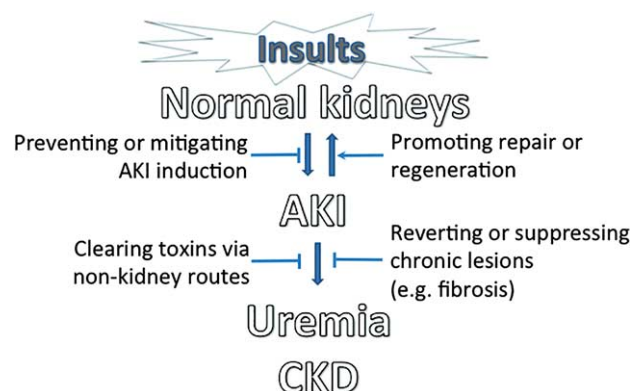 Insults
Normal kidneys
Preventing or mitigating
AKI induction
Promoting repair or
regeneration
AKI
Clearing toxins via
non-kidney routes
Reverting or suppressing
chronic lesions
(e.g. fibrosis)
Uremia
CKD